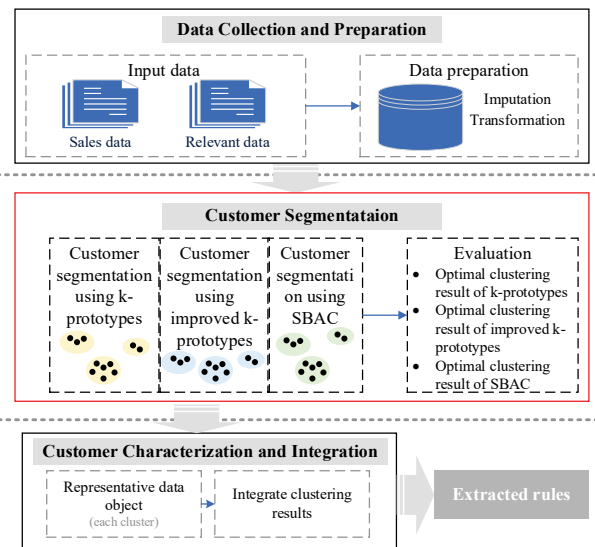 Data Collection and Preparation
Input data
Sales data
Relevant data
Data preparation
Imputation
Transformation
Customer Segmentataion
Customer
segmentation
using k-
prototypes
Customer
segmentation
using
improved k-
prototypes
Customer
segmentati
on using
SBAC
Evaluation
• Optimal clustering
result of k-prototypes
• Optimal clustering
result of improved k-
prototypes
• Optimal clustering
result of SBAC
Customer Characterization and Integration
Representative data
object
(each cluster)
Integrate clustering
results
Extracted rules